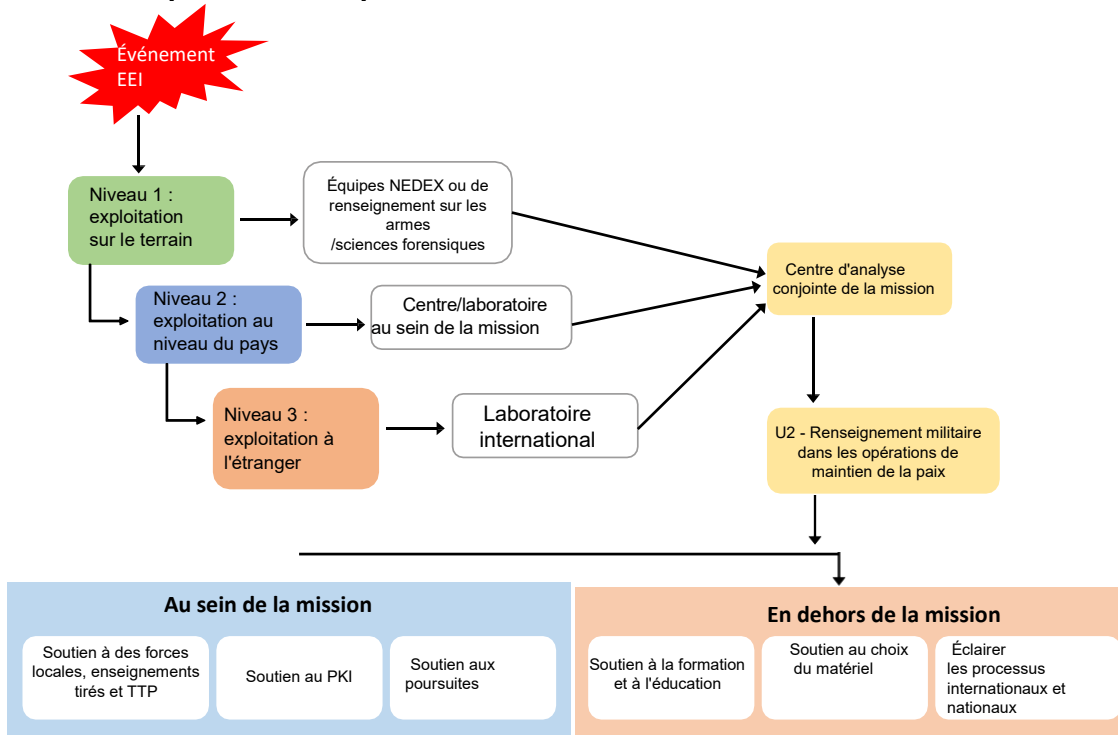 Événement
EEI
Niveau 1 :
exploitation
sur le terrain
Équipes NEDEX ou de
renseignement sur les
armes
/sciences forensiques
Niveau 2 :
exploitation au
niveau du pays
Centre/laboratoire
au sein de la mission
Niveau 3 :
exploitation à
l'étranger
Laboratoire
international
Centre d'analyse
conjointe de la mission
U2 - Renseignement militaire
dans les opérations de
maintien de la paix
Au sein de la mission
Soutien à des forces
locales, enseignements
tirés et TTP
Soutien au PKI
Soutien aux
poursuites
En dehors de la mission
Soutien à la formation
et à l'éducation
Soutien au choix
du matériel
Éclairer
les processus
internationaux et
nationaux